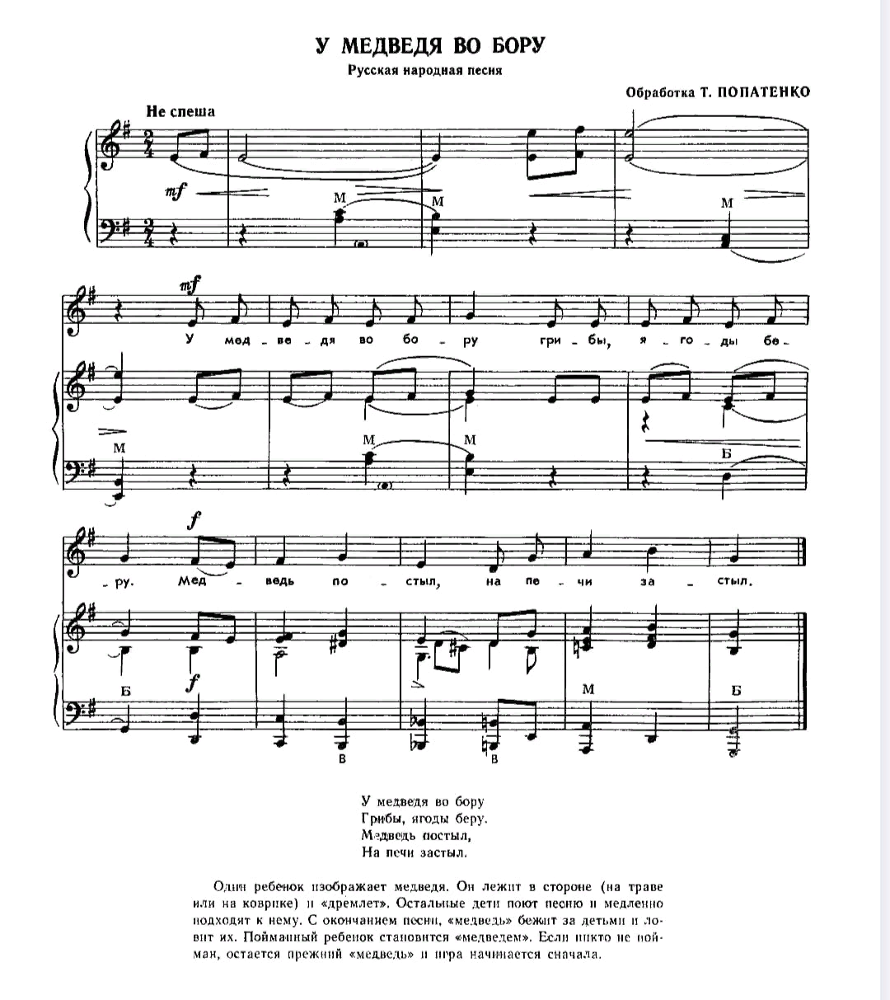 У МЕДВЕДЯ ВО БОРУ
Русская народная песня
Обработка Т. ПОПАТЕНКО
Не спеша
2 4
mf
М М М
2 4
mf
У мед - ве - дя во бо - ру гри - бы, я - го - ды бе -
М М М Б
f
- ру. Мед - ведь по - стыл, на пе - чи за - стыл.
Б f М Б
В В
У медведя во бору
Грибы, ягоды беру.
Медведь постыл,
На печи застыл.
Один ребенок изображает медведя. Он лежит в стороне (на траве
или на коврике) и «дремлет». Остальные дети поют песню и медленно
подходят к нему. С окончанием песни, «медведь» бежит за детьми и ло-
вит их. Пойманный ребенок становится «медведем». Если никто не пой-
ман, остается прежний «медведь» и игра начинается сначала.